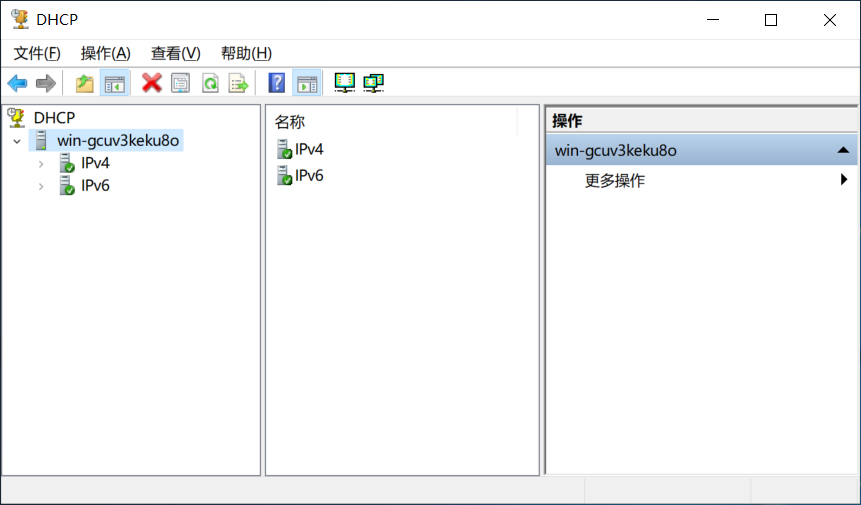 DHCP
文件(F) 操作(A) 查看(V) 帮助(H)
DHCP
win-gcuv3keku8o
IPv4
IPv6
名称
IPv4
IPv6
操作
win-gcuv3keku8o
更多操作